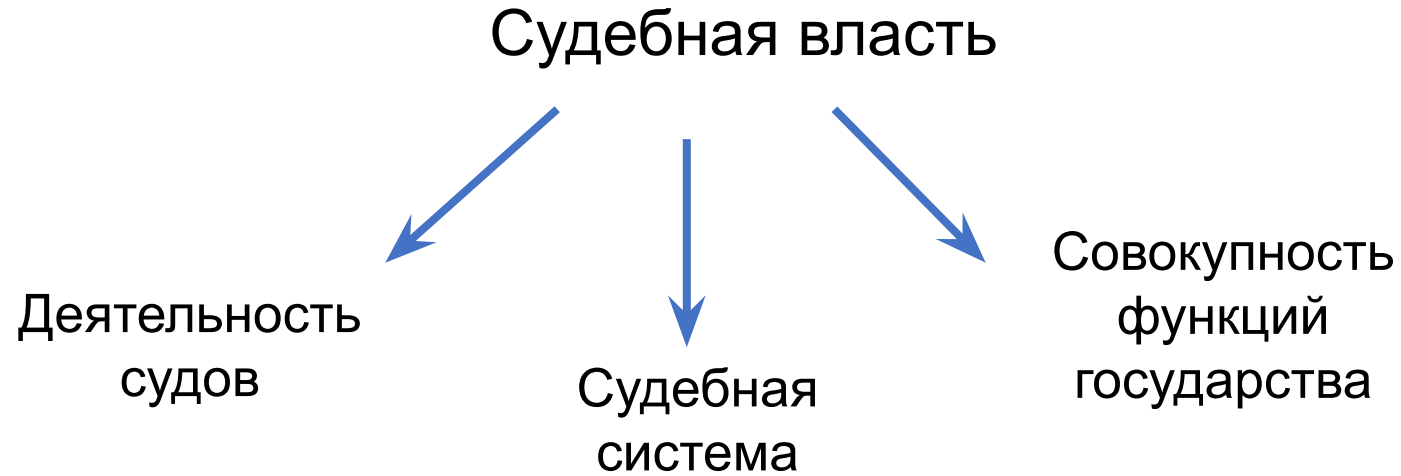 Судебная власть
Деятельность
судов
Судебная
система
Совокупность
функций
государства